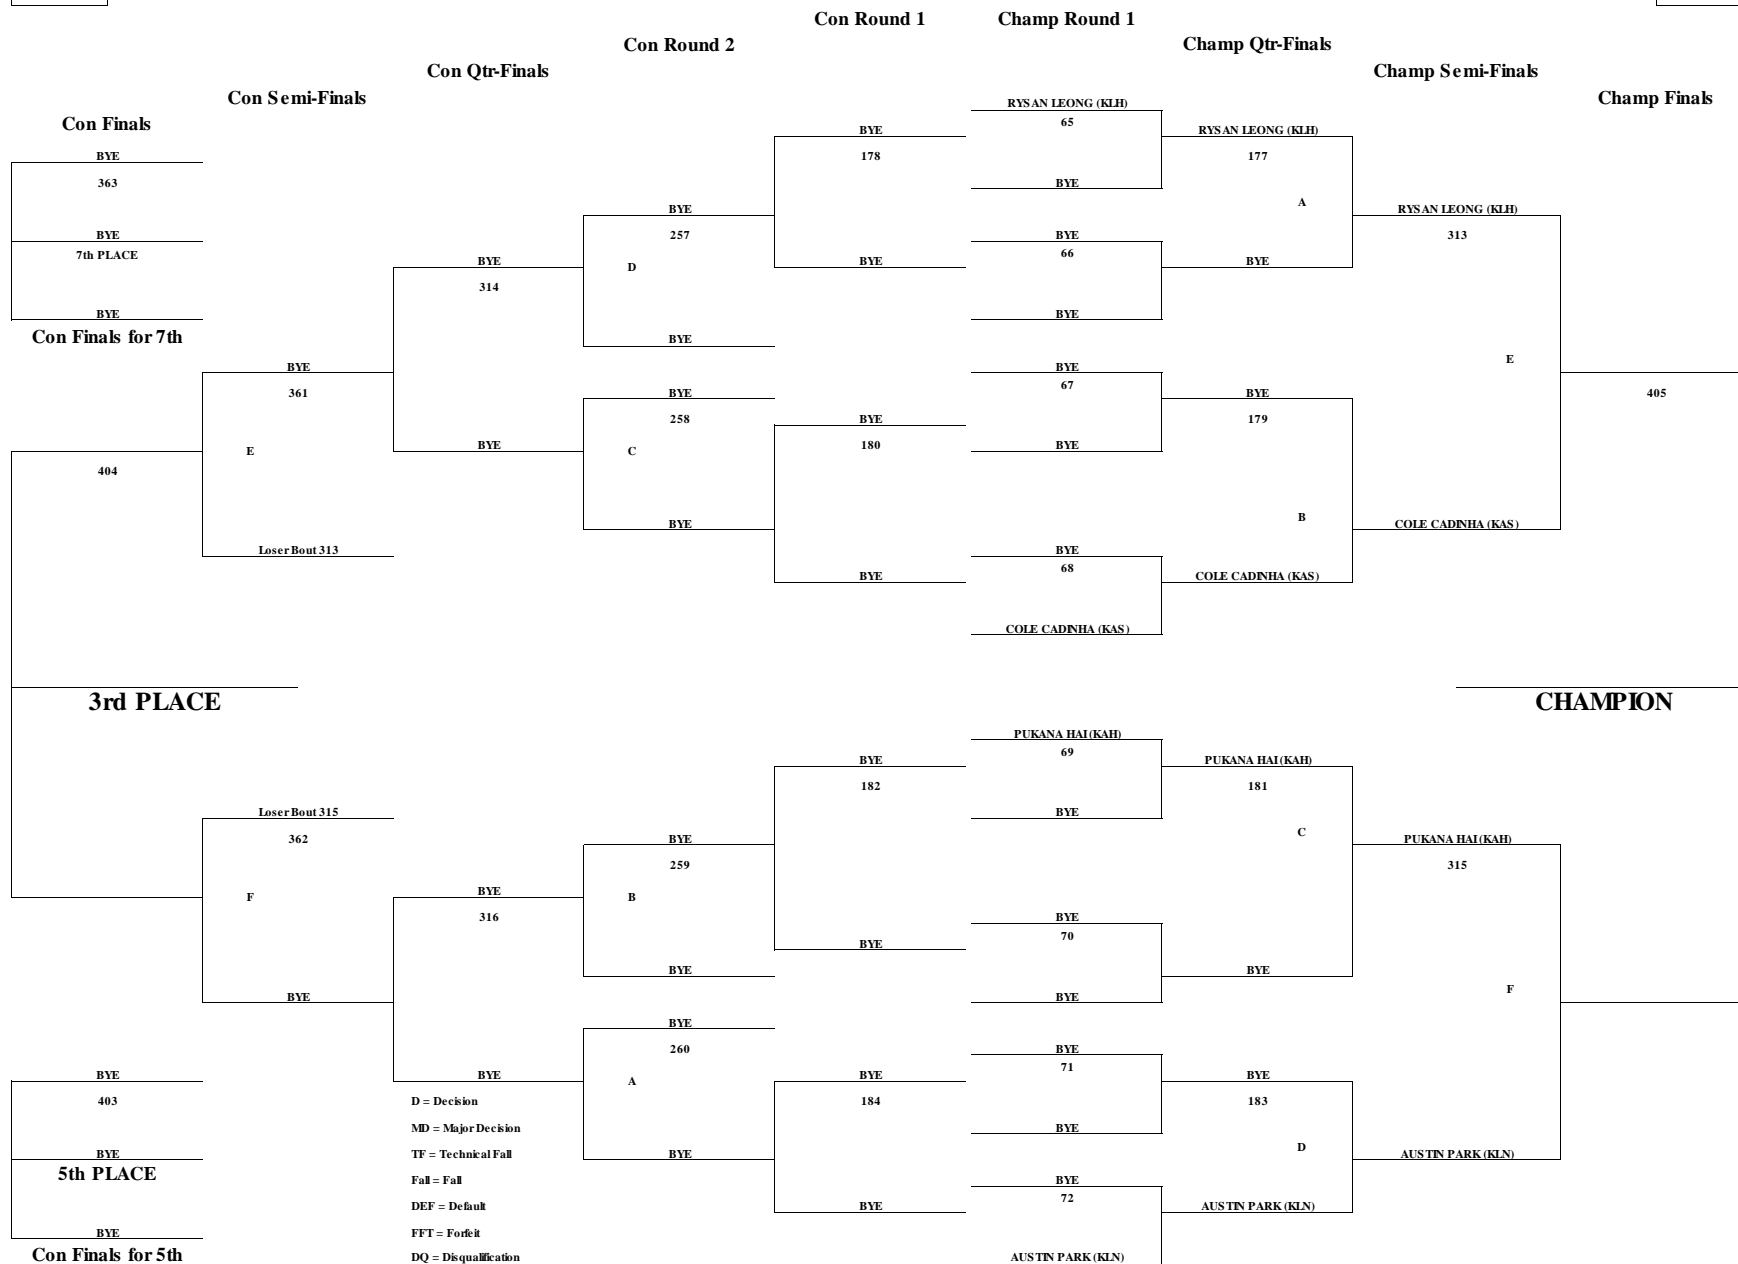 Con Round 1
Champ Round 1
Con Round 2
Champ Qtr-Finals
Con Qtr-Finals
Champ Semi-Finals
Con Semi-Finals
Champ Finals
Con Finals
RYSAN LEONG (KLH)
65
BYE
178
RYSAN LEONG (KLH)
177
BYE
363
BYE
A
BYE
257
RYSAN LEONG (KLH)
313
BYE
7th PLACE
BYE
66
BYE
314
D
BYE
BYE
BYE
Con Finals for 7th
BYE
BYE
BYE
361
BYE
67
E
405
BYE
258
BYE
179
BYE
180
E
BYE
C
BYE
404
B
BYE
COLE CADINHA (KAS)
Loser Bout 313
BYE
68
BYE
COLE CADINHA (KAS)
COLE CADINHA (KAS)
3rd PLACE
CHAMPION
PUKANA HAI (KAH)
69
BYE
182
PUKANA HAI (KAH)
181
Loser Bout 315
362
BYE
C
BYE
259
PUKANA HAI (KAH)
315
F
BYE
316
B
BYE
70
BYE
BYE
BYE
F
BYE
BYE
BYE
260
BYE
71
BYE
403
BYE
A
BYE
184
BYE
183
D = Decision
MD = Major Decision
BYE
D
BYE
5th PLACE
TF = Technical Fall
BYE
AUSTIN PARK (KLN)
Fall = Fall
BYE
72
DEF = Default
BYE
AUSTIN PARK (KLN)
BYE
FFT = Forfeit
Con Finals for 5th
DQ = Disqualification
AUSTIN PARK (KLN)